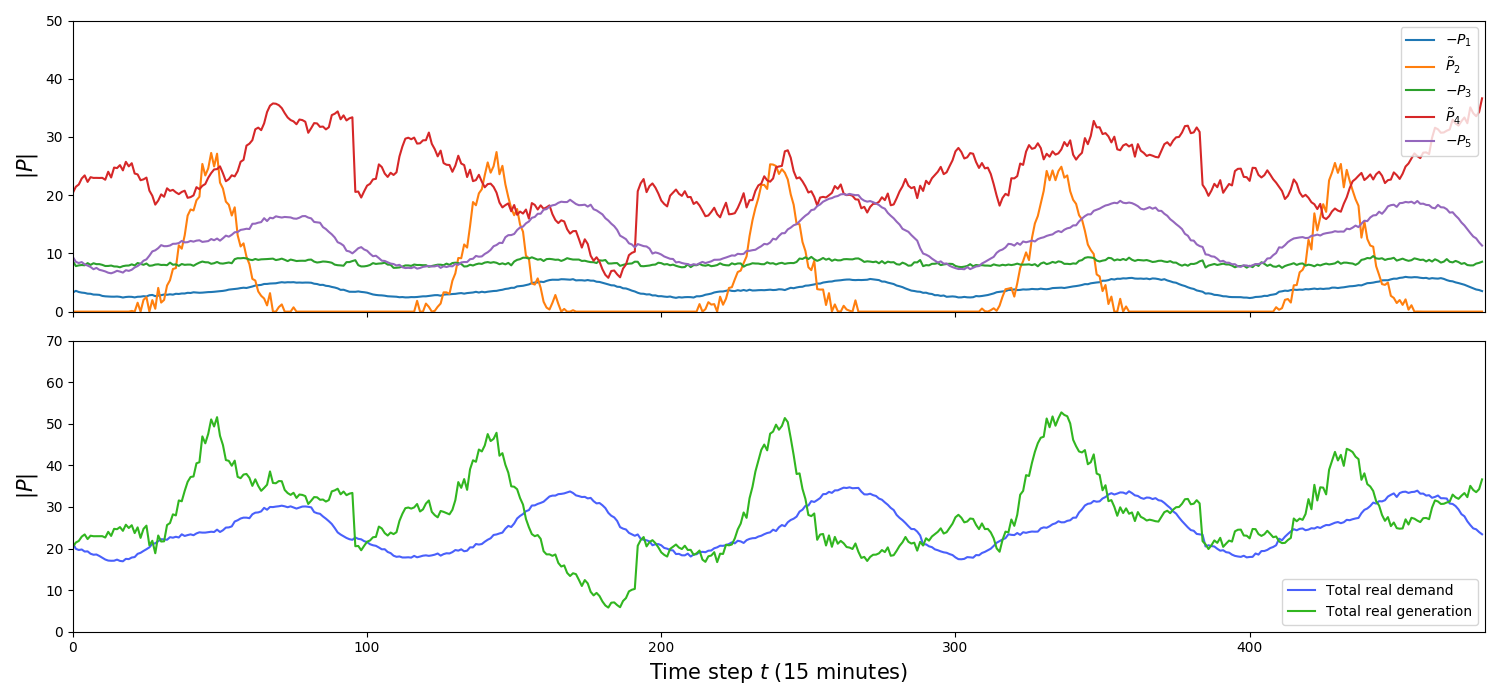 50
40
30
20
10
0
|P|
−P₁
P̃₂
−P₃
P̃₄
−P₅
70
60
50
40
30
20
10
0
|P|
Total real demand
Total real generation
0 100 200 300 400
Time step t (15 minutes)